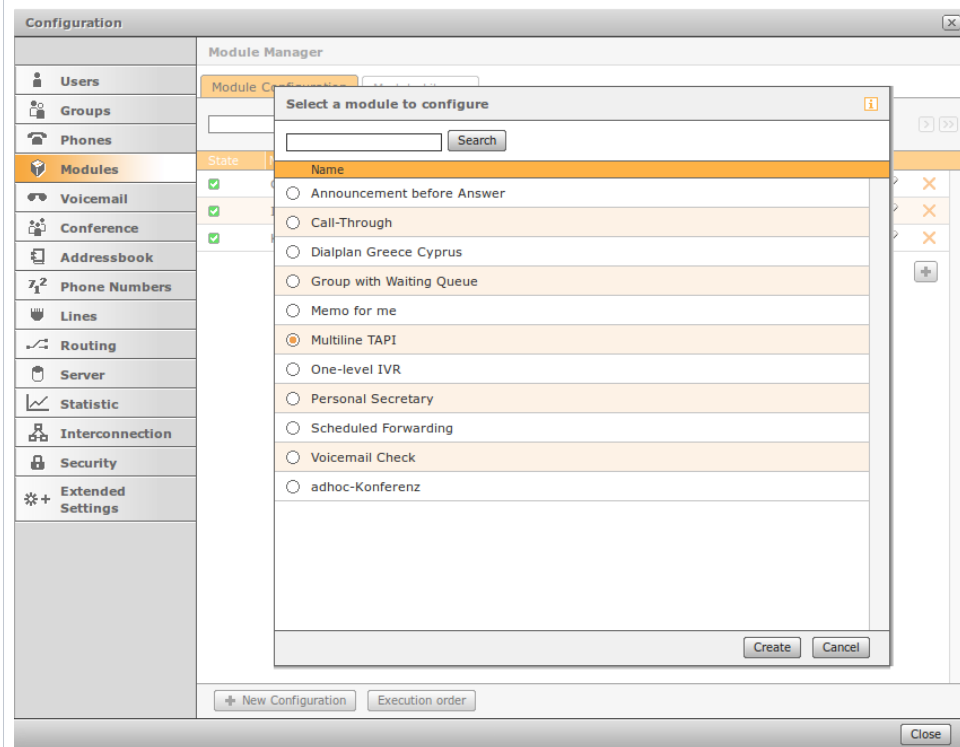 Configuration
Module Manager
Users
Groups
Phones
Modules
Voicemail
Conference
Addressbook
Phone Numbers
Lines
Routing
Server
Statistic
Interconnection
Security
Extended
Settings
Module
State
Select a module to configure
Search
Name
Announcement before Answer
Call-Through
Dialplan Greece Cyprus
Group with Waiting Queue
Memo for me
Multiline TAPI
One-level IVR
Personal Secretary
Scheduled Forwarding
Voicemail Check
adhoc-Konferenz
Create Cancel
New Configuration Execution order
Close